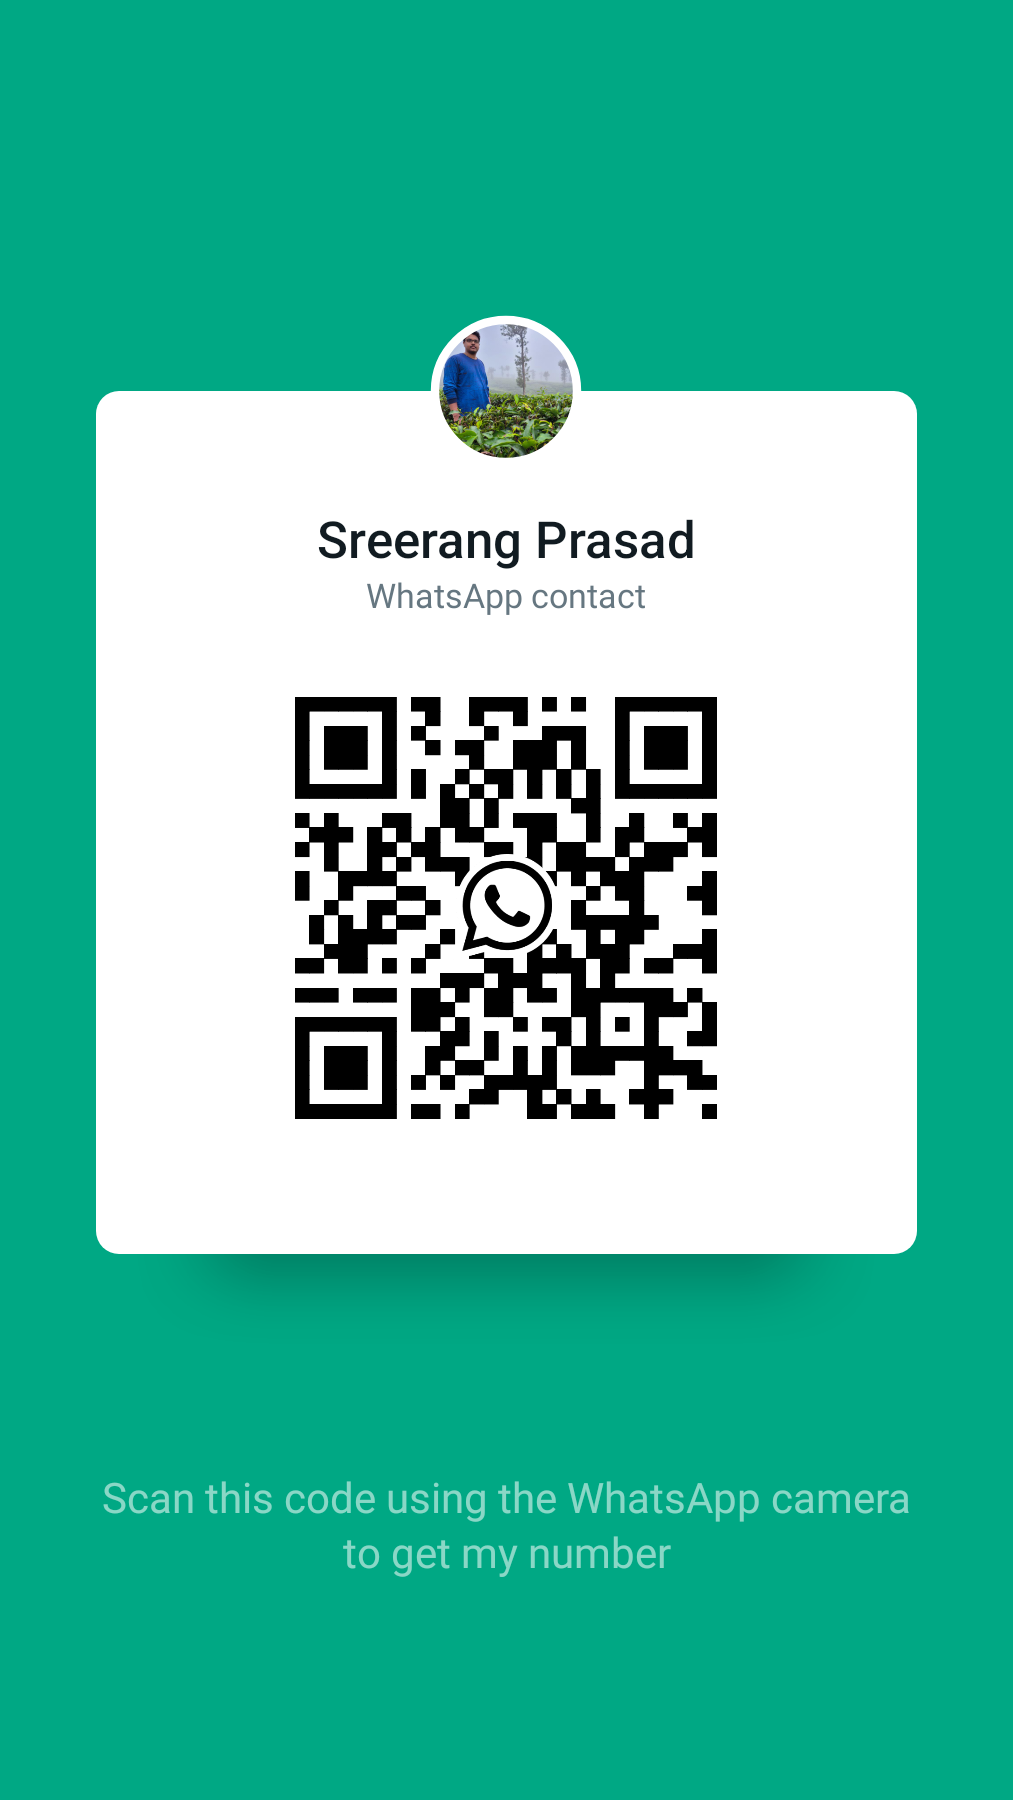 Sreerang Prasad
WhatsApp contact
Scan this code using the WhatsApp camera
to get my number